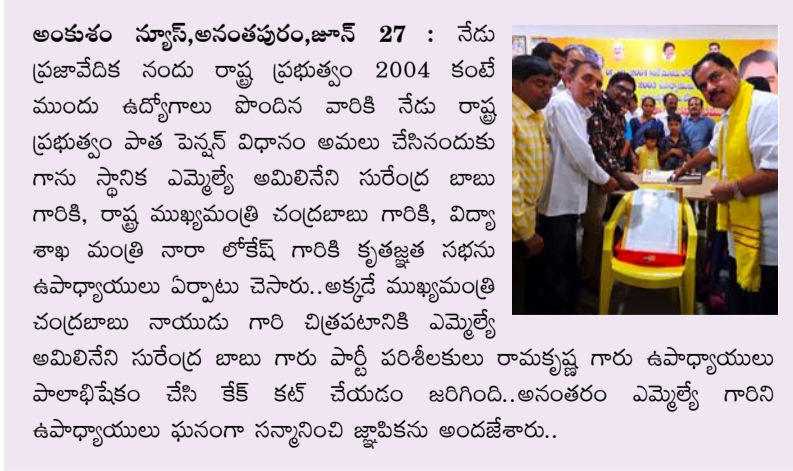 అంకుశం న్యూస్,అనంతపురం,జూన్ 27 : నేడు
ప్రజావేదిక నందు రాష్ట్ర ప్రభుత్వం 2004 కంటే
ముందు ఉద్యోగాలు పొందిన వారికి నేడు రాష్ట్ర
ప్రభుత్వం పాత పెన్షన్ విధానం అమలు చేసినందుకు
గాను స్థానిక ఎమ్మెల్యే అమిలినేని సురేంద్ర బాబు
గారికి, రాష్ట్ర ముఖ్యమంత్రి చంద్రబాబు గారికి, విద్యా
శాఖ మంత్రి నారా లోకేష్ గారికి కృతజ్ఞత సభను
ఉపాధ్యాయులు ఏర్పాటు చెసారు..అక్కడే ముఖ్యమంత్రి
చంద్రబాబు నాయుడు గారి చిత్రపటానికి ఎమ్మెల్యే
అమిలినేని సురేంద్ర బాబు గారు పార్టీ పరిశీలకులు రామకృష్ణ గారు ఉపాధ్యాయులు
పాలాభిషేకం చేసి కేక్ కట్ చేయడం జరిగింది..అనంతరం ఎమ్మెల్యే గారిని
ఉపాధ్యాయులు ఘనంగా సన్మానించి జ్ఞాపికను అందజేశారు..